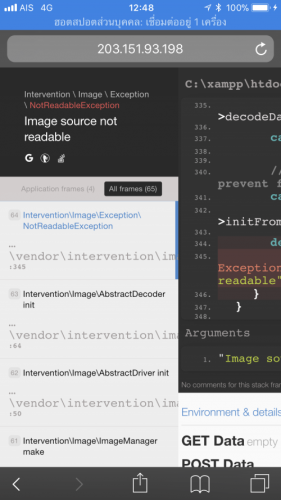 AIS 4G 12:48 100%
ฮอตสปอตส่วนบุคคล: เชื่อมต่ออยู่ 1 เครื่อง
203.151.93.198
Intervention \ Image \ Exception
\ NotReadableException
Image source not
readable
Application frames (4) All frames (65)
64 Intervention\Image\Exception\
NotReadableException
…
\vendor\intervention\ima
:345
63 Intervention\Image\AbstractDecoder
init
…
\vendor\intervention\ima
:64
62 Intervention\Image\AbstractDriver init
…
\vendor\intervention\ima
:50
61 Intervention\Image\ImageManager
make
C:\xampp\htdoc
335.
>decodeDa
336.
337. ca
338.
339.
340. //
prevent f
341. ca
342.
>initFrom
343.
344. de
345.
Exception
readable"
346. }
347. }
348.
Arguments
1. "Image so
No comments for this stack fran
Environment & details
GET Data empty
POST Data